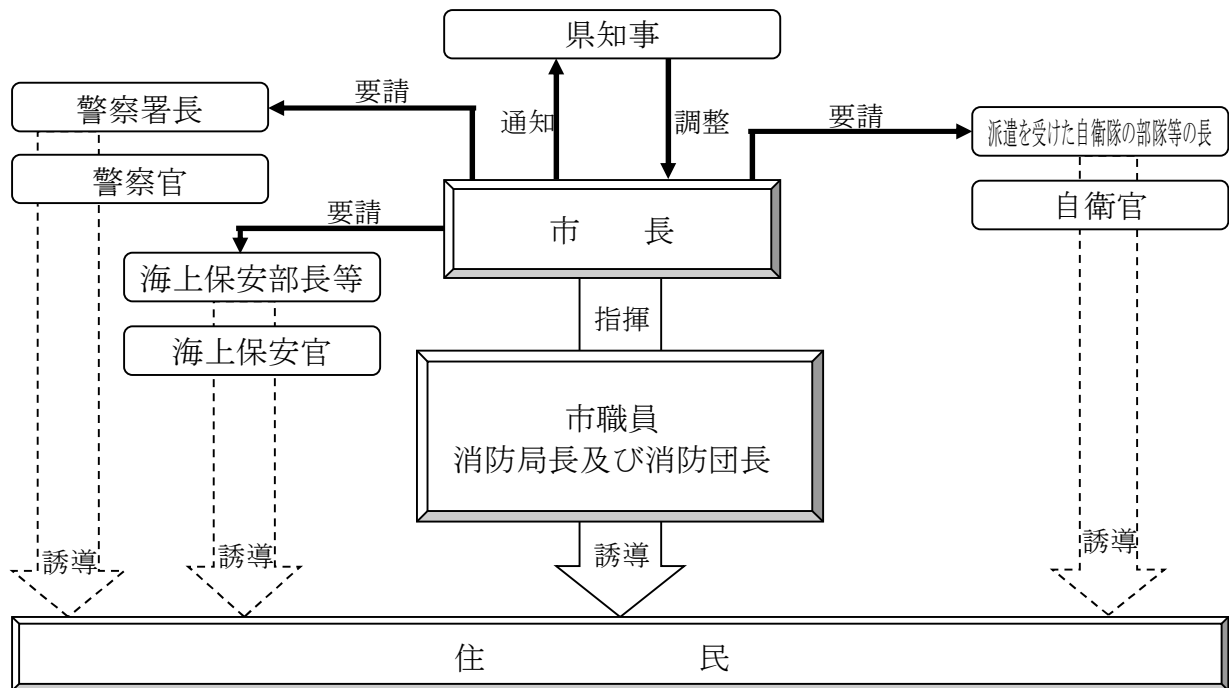 県知事
警察署長
要請
通知
調整
要請
派遣を受けた自衛隊の部隊等の長
警察官
自衛官
要請
市 長
海上保安部長等
指揮
海上保安官
市職員
消防局長及び消防団長
誘導
誘導
誘導
誘導
住 民